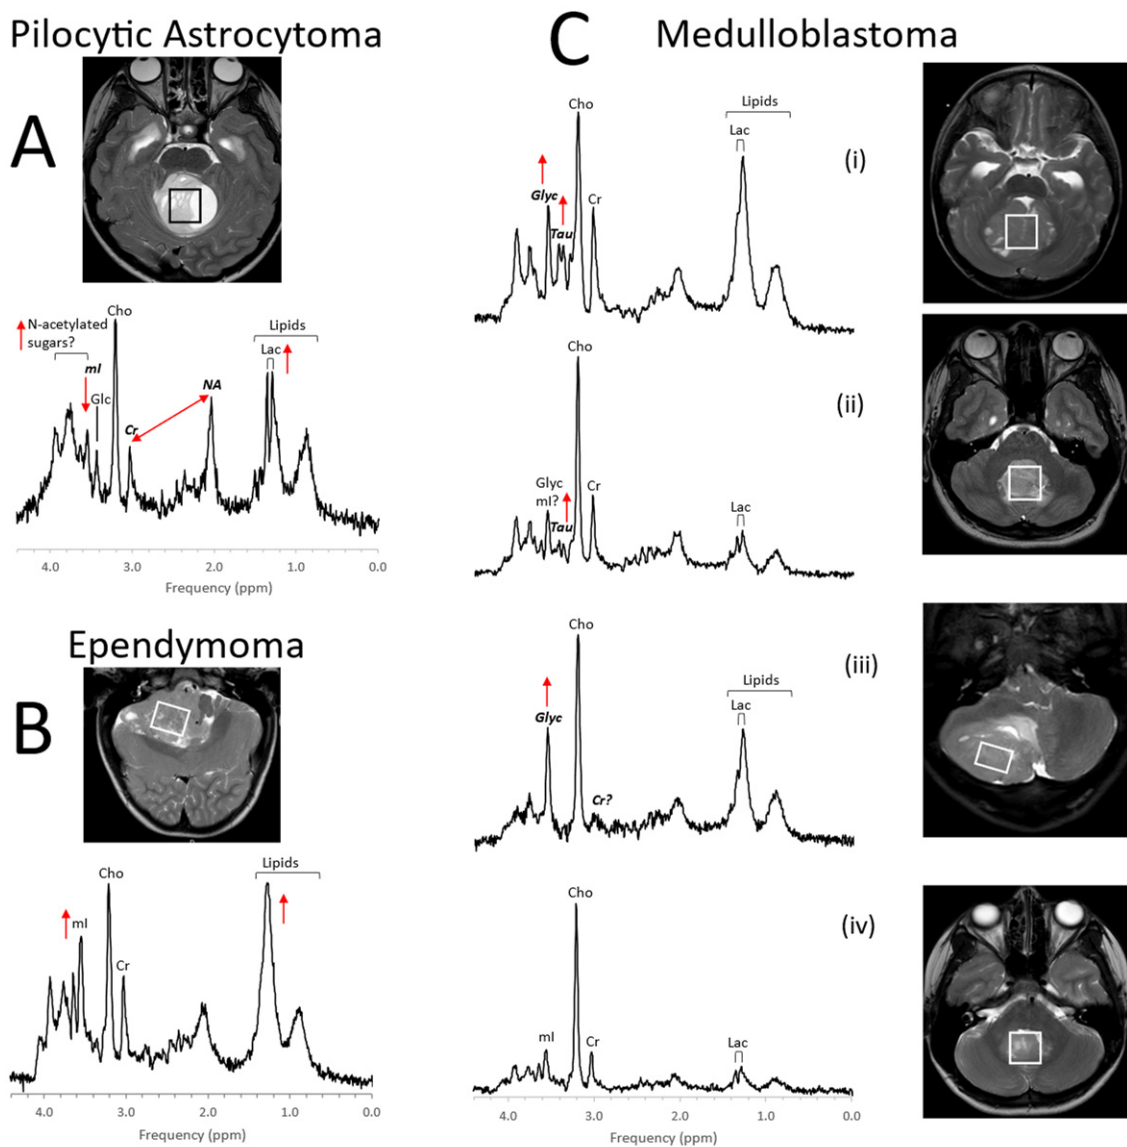 Pilocytic Astrocytoma
A
Cho
N-acetylated
sugars?
mI
Glc
Cr
NA
Lipids
Lac
4.0 3.0 2.0 1.0 0.0
Frequency (ppm)
Ependymoma
B
Cho
mI
Cr
Lipids
4.0 3.0 2.0 1.0 0.0
Frequency (ppm)
C
Medulloblastoma
(i)
Cho
Glyc
Tau
Cr
Lipids
Lac
(ii)
Cho
Glyc
mI?
Tau
Cr
Lac
(iii)
Cho
Glyc
Cr?
Lipids
Lac
(iv)
Cho
mI
Cr
Lac
4.0 3.0 2.0 1.0 0.0
Frequency (ppm)